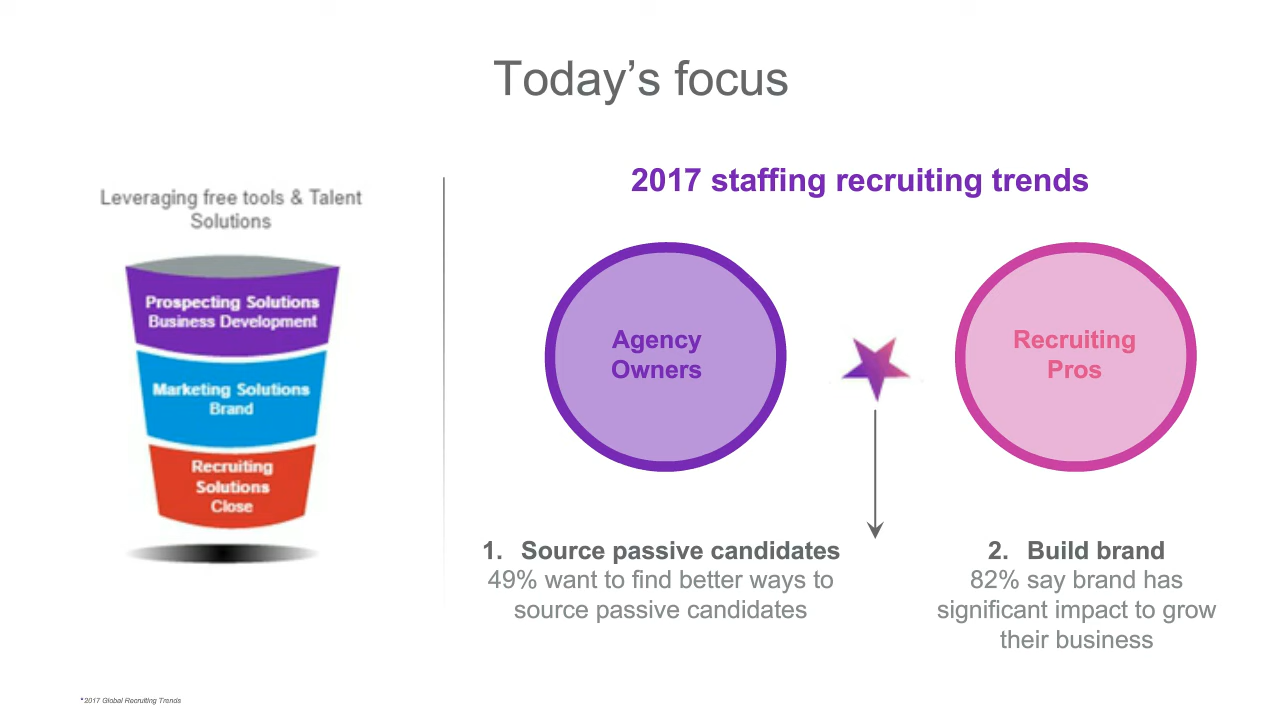 Today’s focus
Leveraging free tools & Talent
Solutions
Prospecting Solutions
Business Development
Marketing Solutions
Brand
Recruiting
Solutions
Close
2017 staffing recruiting trends
Agency
Owners
Recruiting
Pros
1. Source passive candidates
49% want to find better ways to
source passive candidates
2. Build brand
82% say brand has
significant impact to grow
their business
*2017 Global Recruiting Trends